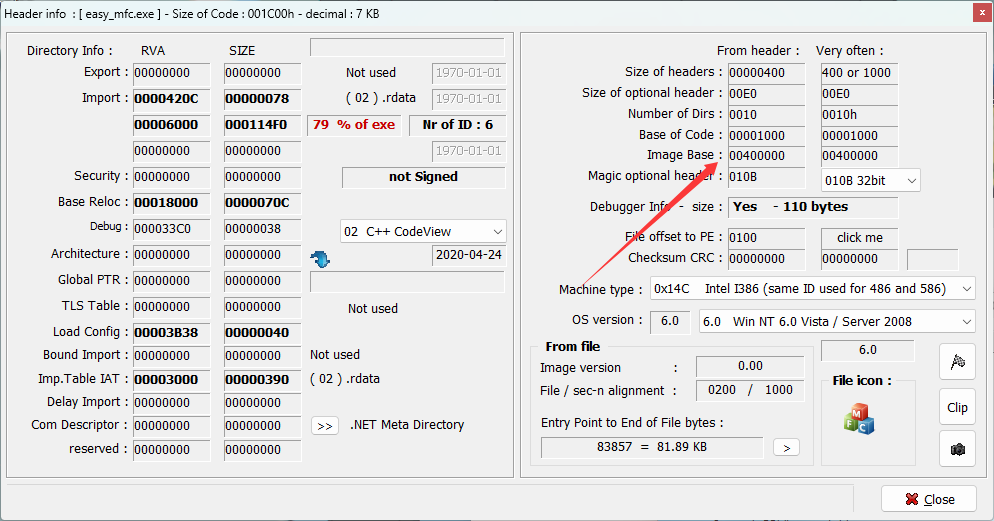 Header info : [ easy_mfc.exe ] - Size of Code : 001C00h - decimal : 7 KB
Directory Info : RVA SIZE
Export : 00000000 00000000 Not used 1970-01-01
Import : 0000420C 00000078 ( 02 ) .rdata 1970-01-01
00006000 000114F0 79 % of exe Nr of ID : 6
00000000 00000000 1970-01-01
Security : 00000000 00000000 not Signed
Base Reloc : 00018000 0000070C
Debug : 000033C0 00000038 02 C++ CodeView
Architecture : 00000000 00000000 2020-04-24
Global PTR : 00000000 00000000
TLS Table : 00000000 00000000 Not used
Load Config : 00003B38 00000040
Bound Import : 00000000 00000000 Not used
Imp.Table IAT : 00003000 00000390 ( 02 ) .rdata
Delay Import : 00000000 00000000
Com Descriptor : 00000000 00000000 >> .NET Meta Directory
reserved : 00000000 00000000
From header : Very often :
Size of headers : 00000400 400 or 1000
Size of optional header : 00E0 00E0
Number of Dirs : 0010 0010h
Base of Code : 00001000 00001000
Image Base : 00400000 00400000
Magic optional header : 010B 010B 32bit
Debugger Info - size : Yes - 110 bytes
File offset to PE : 0100 click me
Checksum CRC : 00000000 00000000
Machine type : 0x14C Intel I386 (same ID used for 486 and 586)
OS version : 6.0 6.0 Win NT 6.0 Vista / Server 2008
From file 6.0
Image version : 0.00
File / sec-n alignment : 0200 / 1000
File icon :
M
F
C
Entry Point to End of File bytes :
83857 = 81.89 KB >
Clip
Close